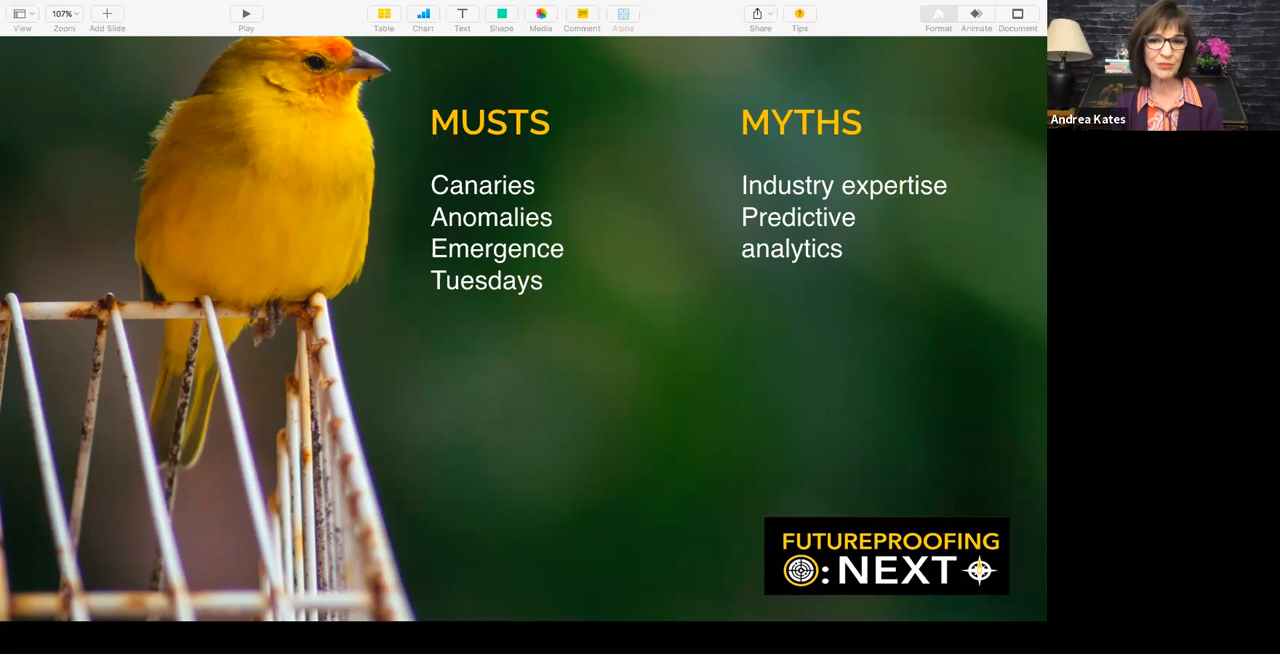 107%
View
Zoom
Add Slide
Play
Table
Chart
Text
Shape
Media
Comment
Alpha
Share
Tips
Format
Animate
Document
Andrea Kates
MUSTS
Canaries
Anomalies
Emergence
Tuesdays
MYTHS
Industry expertise
Predictive
analytics
FUTUREPROOFING
: NEXT